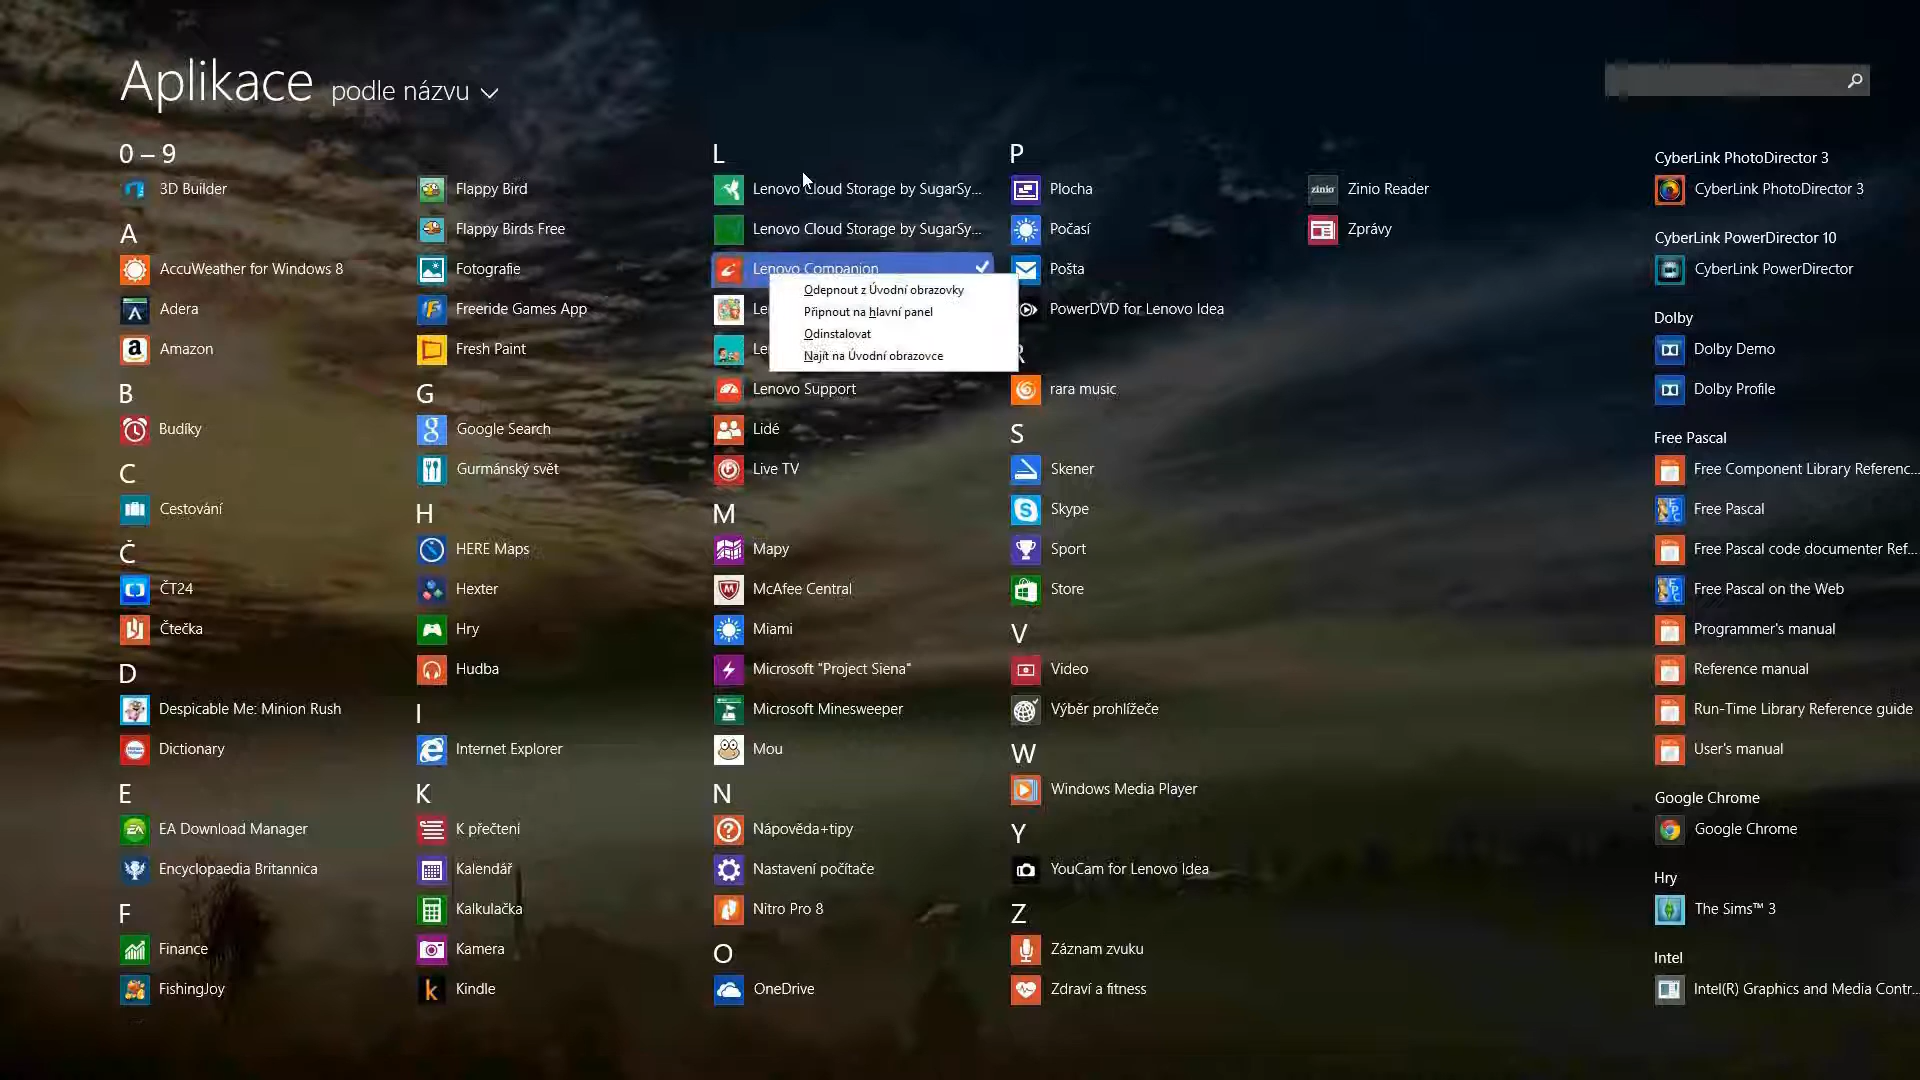 Aplikace podle názvu
0 – 9
3D Builder
A
AccuWeather for Windows 8
Adera
Amazon
B
Budíky
C
Cestování
Č
ČT24
Čtečka
D
Despicable Me: Minion Rush
Dictionary
E
EA Download Manager
Encyclopaedia Britannica
F
Finance
FishingJoy
Flappy Bird
Flappy Birds Free
Fotografie
Freeride Games App
Fresh Paint
G
Google Search
Gurmánský svět
H
HERE Maps
Hexter
Hry
Hudba
I
Internet Explorer
K
K přečtení
Kalendář
Kalkulačka
Kamera
Kindle
L
Lenovo Cloud Storage by SugarSy...
Lenovo Cloud Storage by SugarSy...
Lenovo Companion
Odepnout z Úvodní obrazovky
Připnout na hlavní panel
Odinstalovat
Najít na Úvodní obrazovce
Lenovo Support
Lidé
Live TV
M
Mapy
McAfee Central
Miami
Microsoft "Project Siena"
Microsoft Minesweeper
Mou
N
Nápověda+tipy
Nastavení počítače
Nitro Pro 8
O
OneDrive
P
Plocha
Počasí
Pošta
PowerDVD for Lenovo Idea
R
rara music
S
Skener
Skype
Sport
Store
V
Video
Výběr prohlížeče
W
Windows Media Player
Y
YouCam for Lenovo Idea
Z
Záznam zvuku
Zdraví a fitness
zinio
Zinio Reader
Zprávy
CyberLink PhotoDirector 3
CyberLink PhotoDirector 3
CyberLink PowerDirector 10
CyberLink PowerDirector
Dolby
Dolby Demo
Dolby Profile
Free Pascal
Free Component Library Referenc...
Free Pascal
Free Pascal code documenter Ref...
Free Pascal on the Web
Programmer's manual
Reference manual
Run-Time Library Reference guide
User's manual
Google Chrome
Google Chrome
Hry
The Sims™ 3
Intel
Intel(R) Graphics and Media Contr...